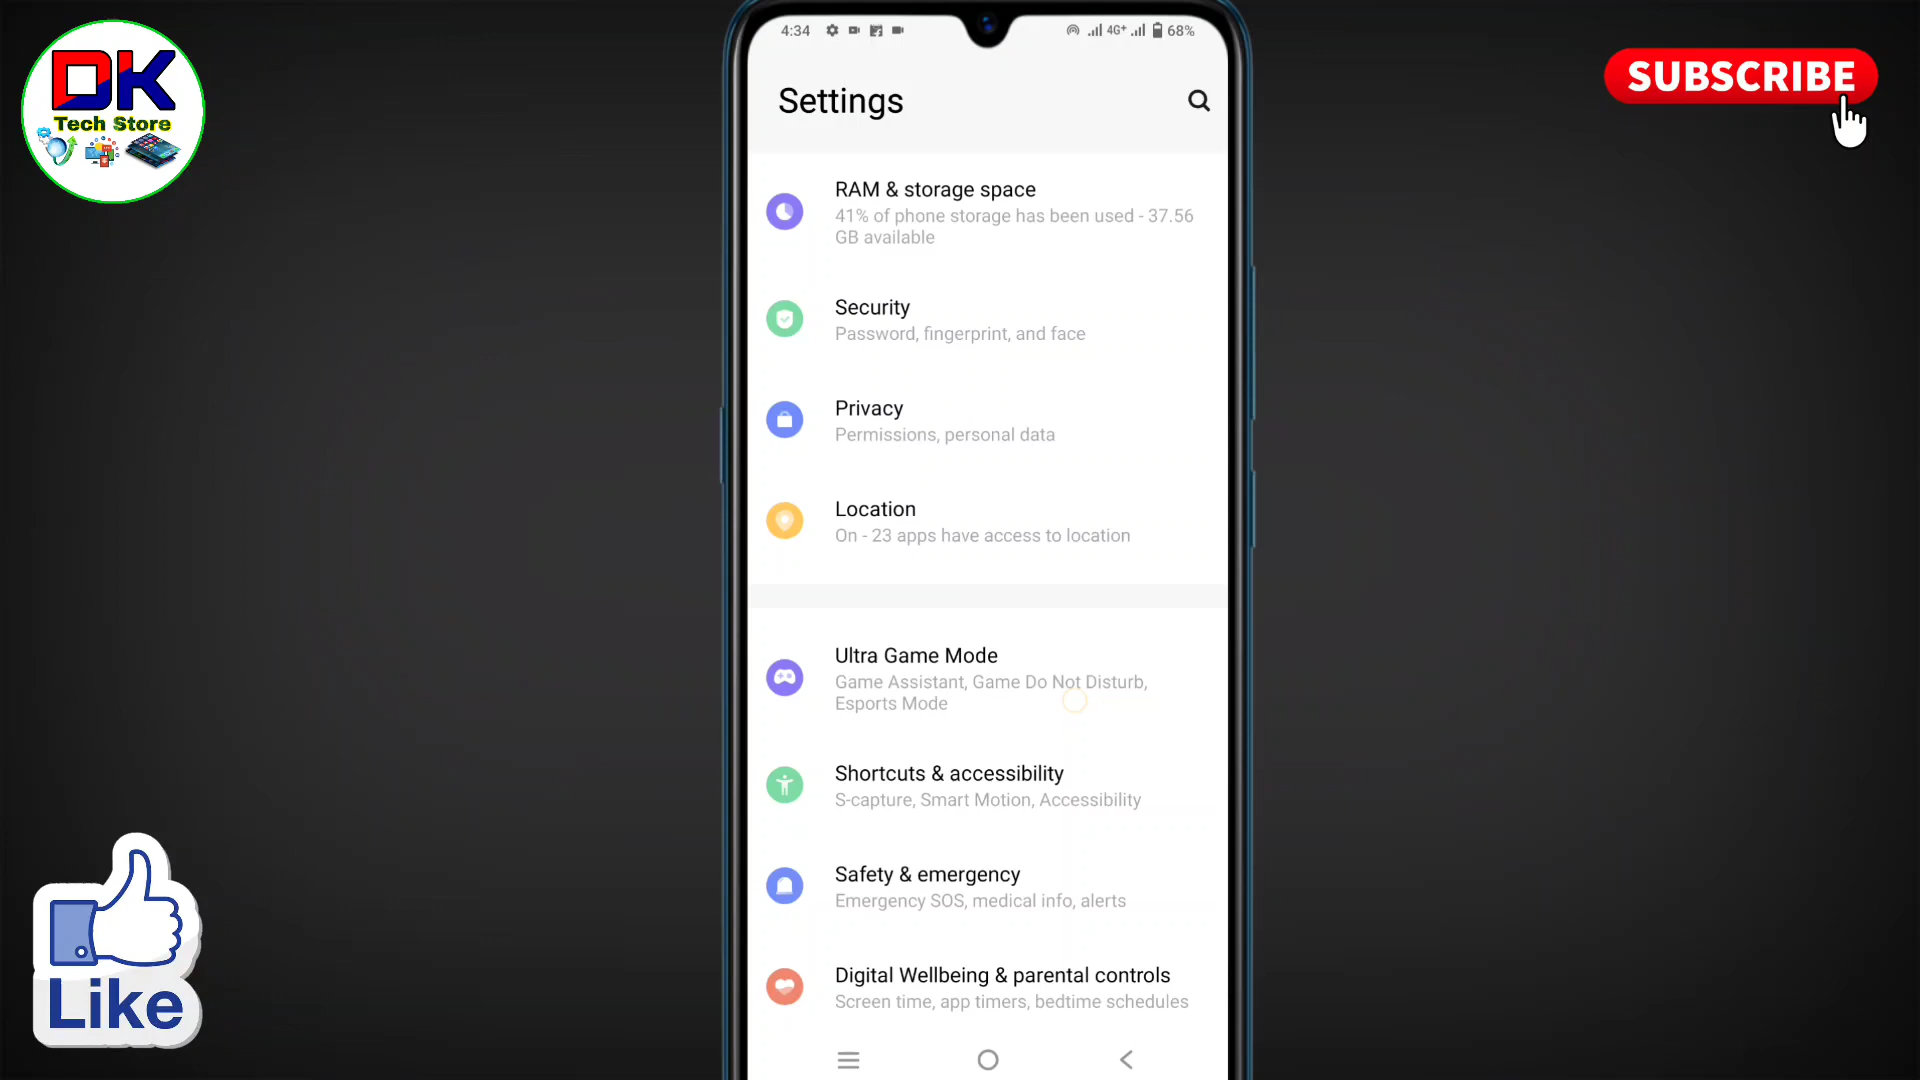 DK
Tech Store
SUBSCRIBE
4:34
4G+
68%
Settings
RAM & storage space
41% of phone storage has been used - 37.56
GB available
Security
Password, fingerprint, and face
Privacy
Permissions, personal data
Location
On - 23 apps have access to location
Ultra Game Mode
Game Assistant, Game Do Not Disturb,
Esports Mode
Shortcuts & accessibility
S-capture, Smart Motion, Accessibility
Safety & emergency
Emergency SOS, medical info, alerts
Digital Wellbeing & parental controls
Screen time, app timers, bedtime schedules
Like